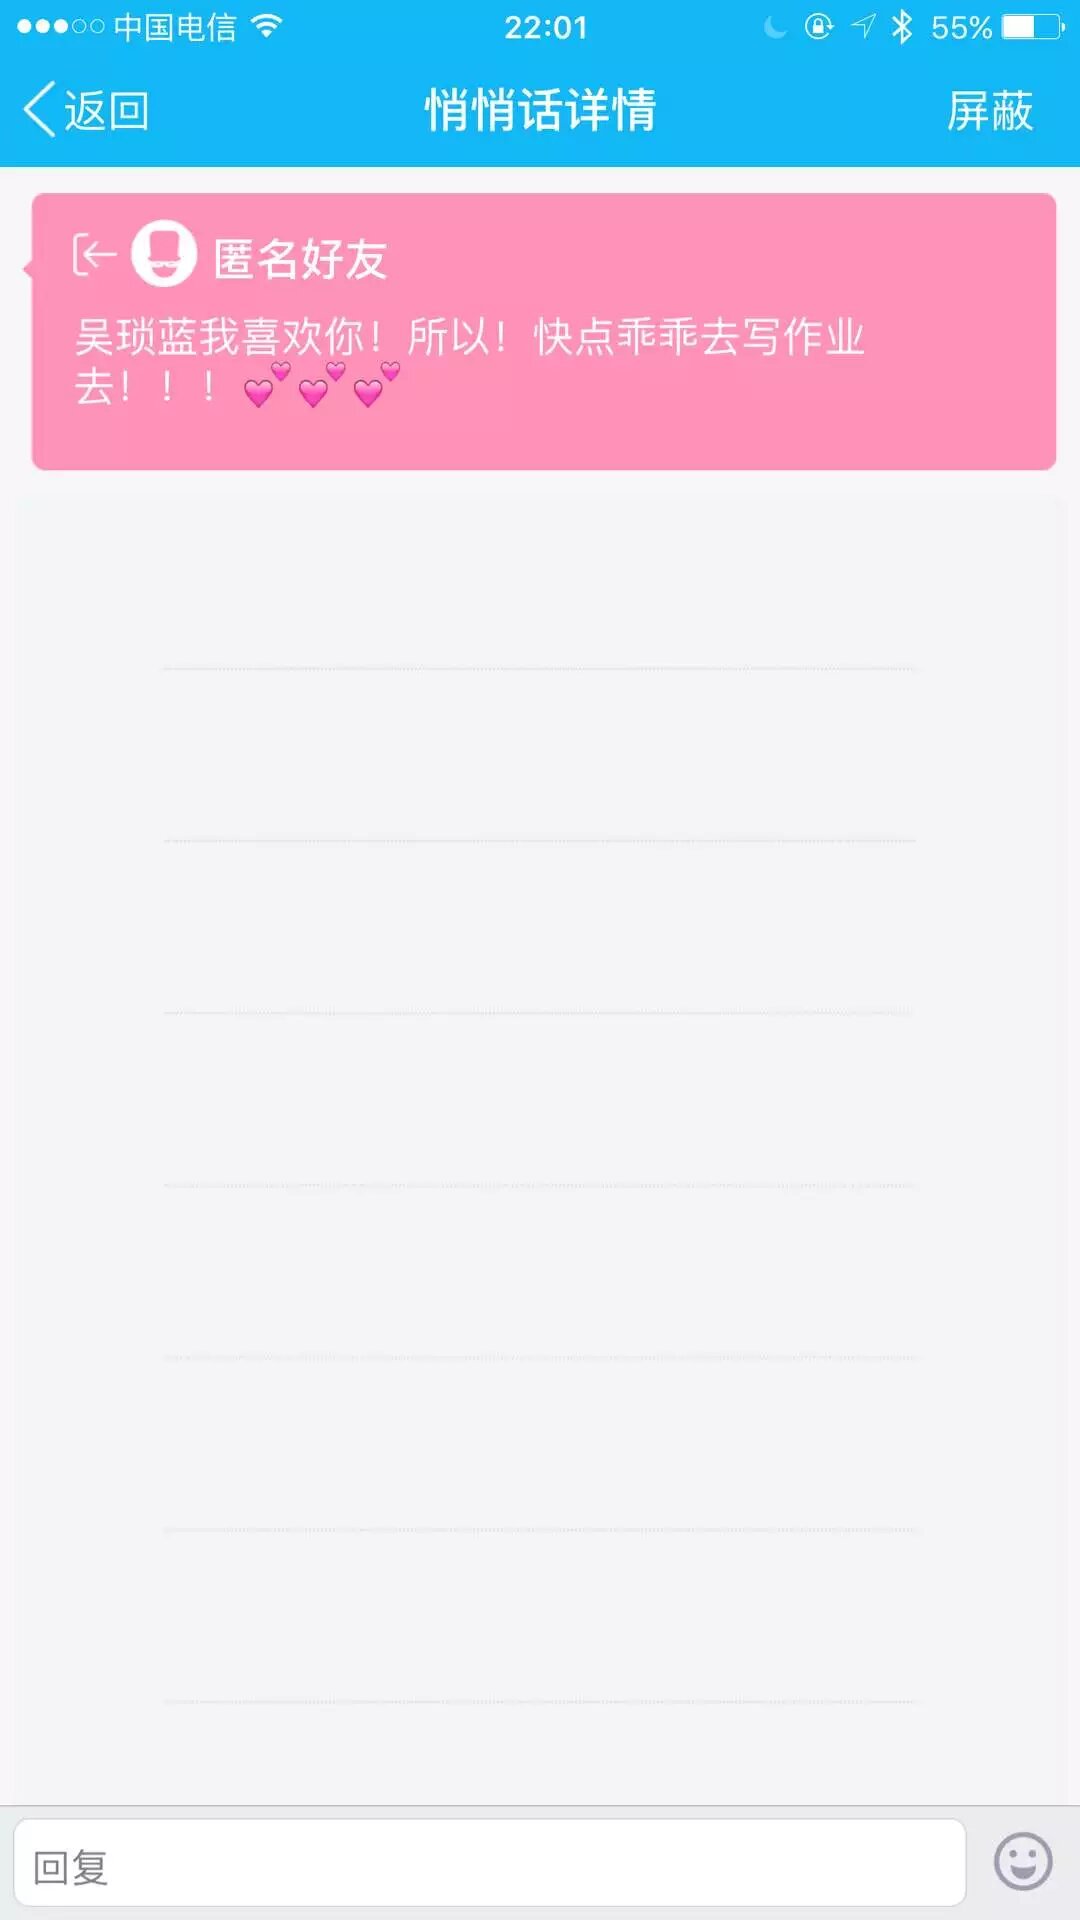 中国电信 22:01 55%
返回 悄悄话详情 屏蔽
匿名好友
吴琐蓝我喜欢你！所以！快点乖乖去写作业
去！！！💕💕💕
回复